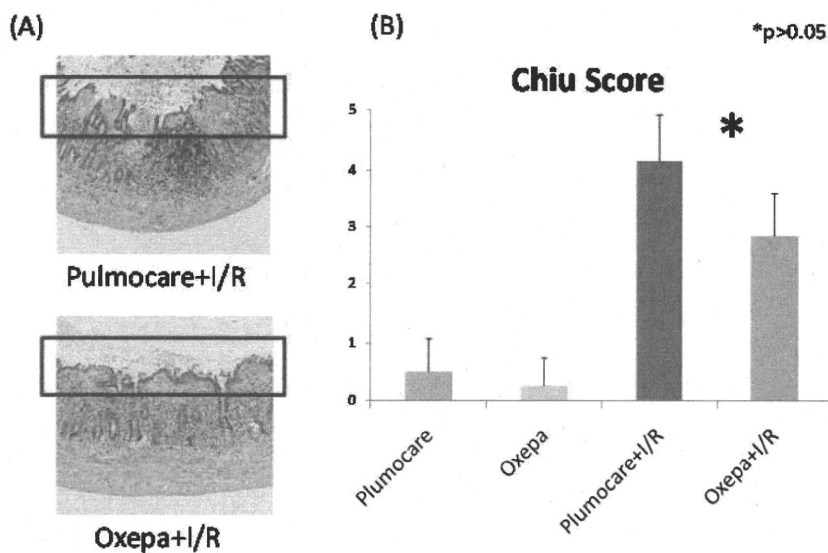 (A)
Pulmocare+I/R
Oxepa+I/R
(B)
*p>0.05
Chiu Score
5
4
3
2
1
0
*
Plumocare
Oxepa
Plumocare+I/R
Oxepa+I/R